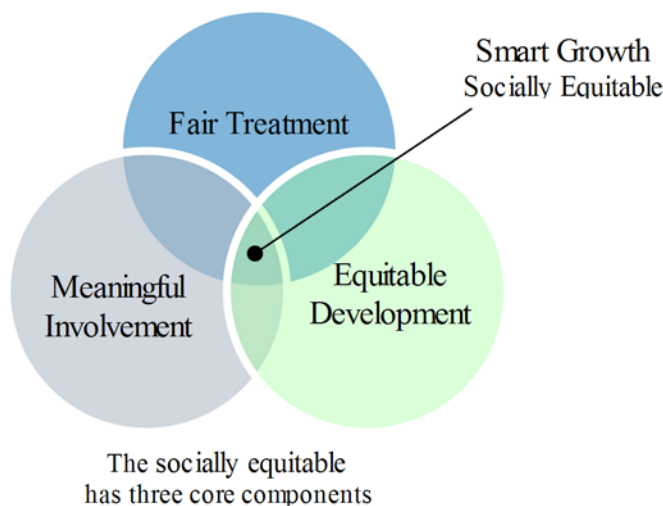 Smart Growth
Socially Equitable
Fair Treatment
Meaningful
Involvement
Equitable
Development
The socially equitable
has three core components